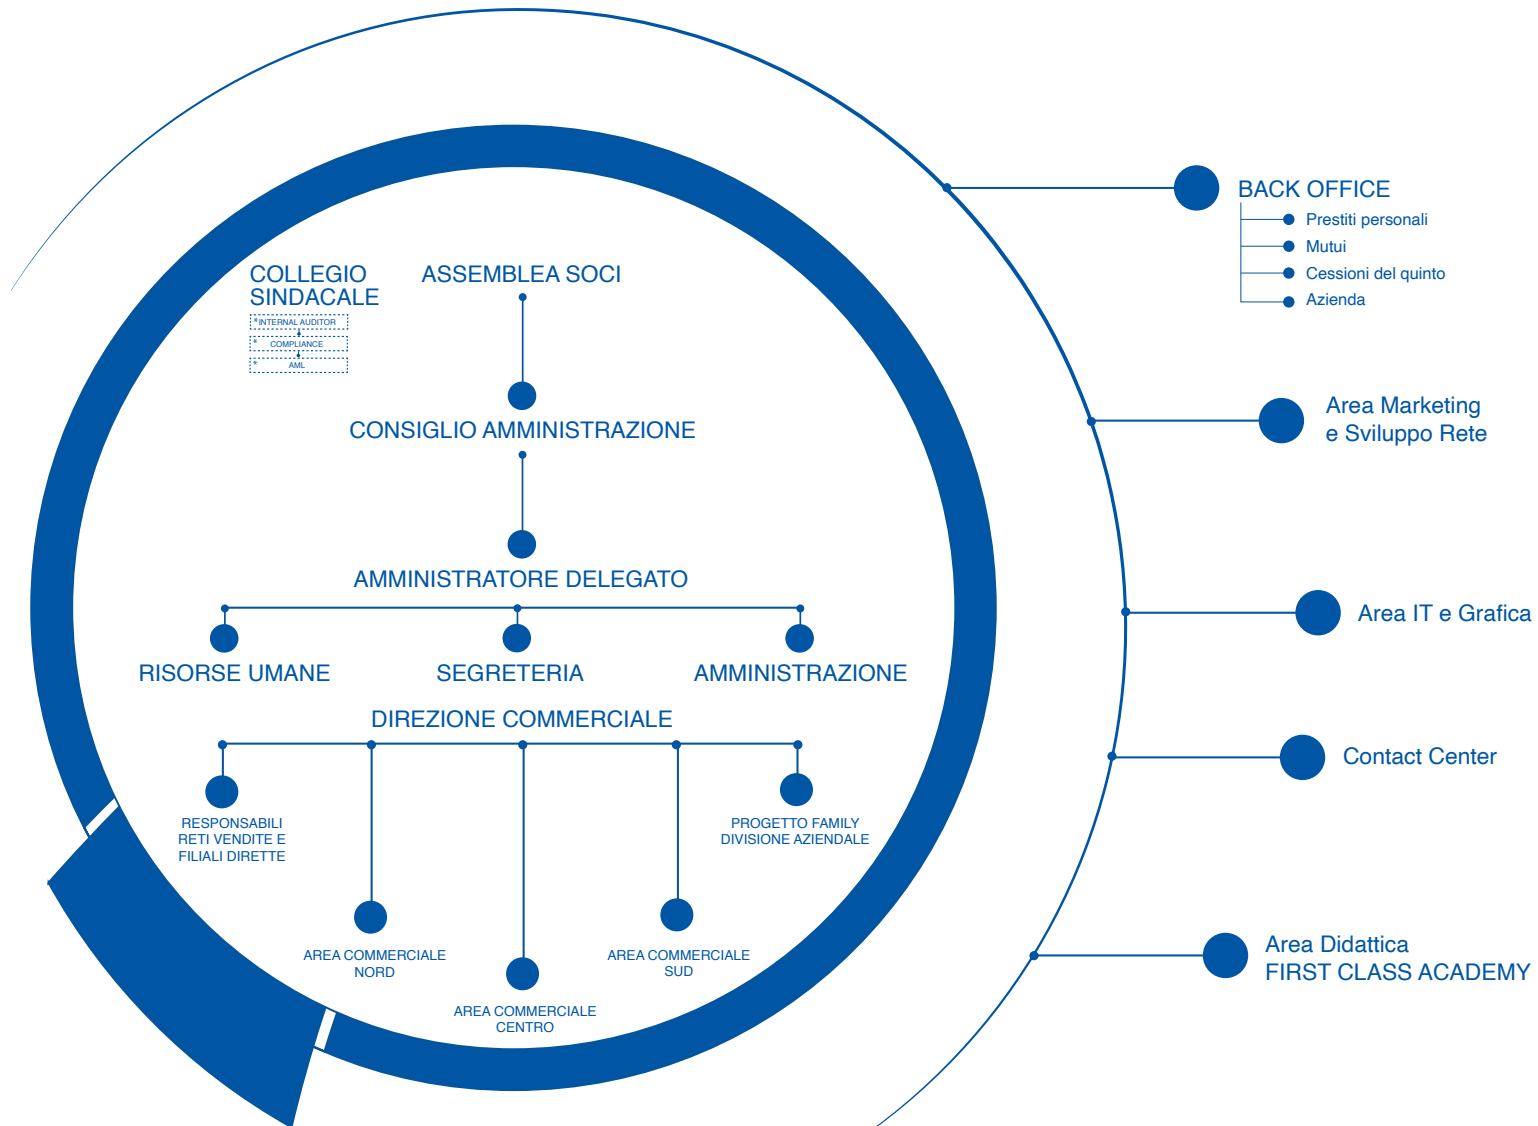 COLLEGIO
SINDACALE
*INTERNAL AUDITOR
* COMPLIANCE
* AML
ASSEMBLEA SOCI
CONSIGLIO AMMINISTRAZIONE
AMMINISTRATORE DELEGATO
RISORSE UMANE
SEGRETERIA
AMMINISTRAZIONE
DIREZIONE COMMERCIALE
RESPONSABILI
RETI VENDITE E
FILIALI DIRETTE
AREA COMMERCIALE
NORD
AREA COMMERCIALE
CENTRO
AREA COMMERCIALE
SUD
PROGETTO FAMILY
DIVISIONE AZIENDALE
BACK OFFICE
Prestiti personali
Mutui
Cessioni del quinto
Azienda
Area Marketing
e Sviluppo Rete
Area IT e Grafica
Contact Center
Area Didattica
FIRST CLASS ACADEMY